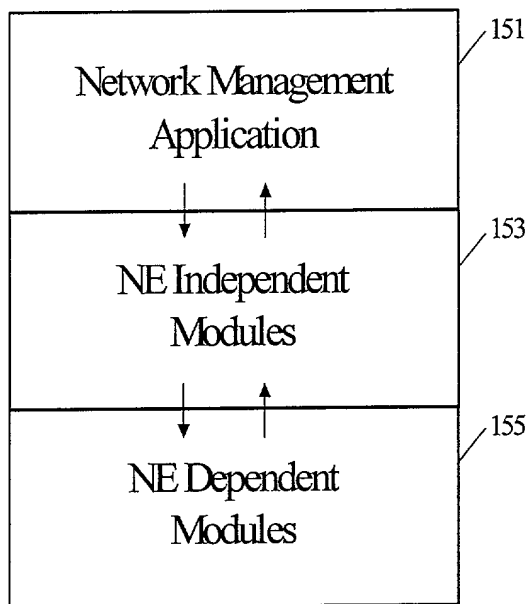 151
Network Management
Application
153
NE Independent
Modules
155
NE Dependent
Modules